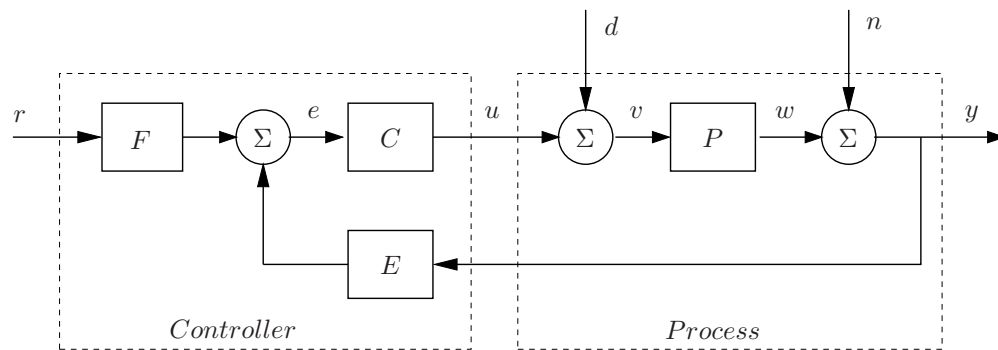 d
n
r
e
u
v
w
y
F
Σ
C
Σ
P
Σ
E
Controller
Process